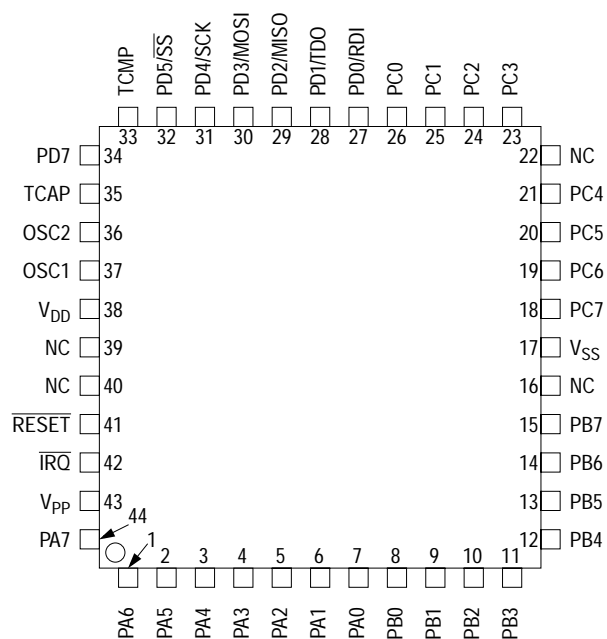 TCMP
PD5/S̅S̅
PD4/SCK
PD3/MOSI
PD2/MISO
PD1/TDO
PD0/RDI
PC0
PC1
PC2
PC3
33 32 31 30 29 28 27 26 25 24 23
PD7 34
TCAP 35
OSC2 36
OSC1 37
VDD 38
NC 39
NC 40
R̅E̅S̅E̅T̅ 41
I̅R̅Q̅ 42
VPP 43
PA7 44
22 NC
21 PC4
20 PC5
19 PC6
18 PC7
17 VSS
16 NC
15 PB7
14 PB6
13 PB5
12 PB4
1 2 3 4 5 6 7 8 9 10 11
PA6
PA5
PA4
PA3
PA2
PA1
PA0
PB0
PB1
PB2
PB3